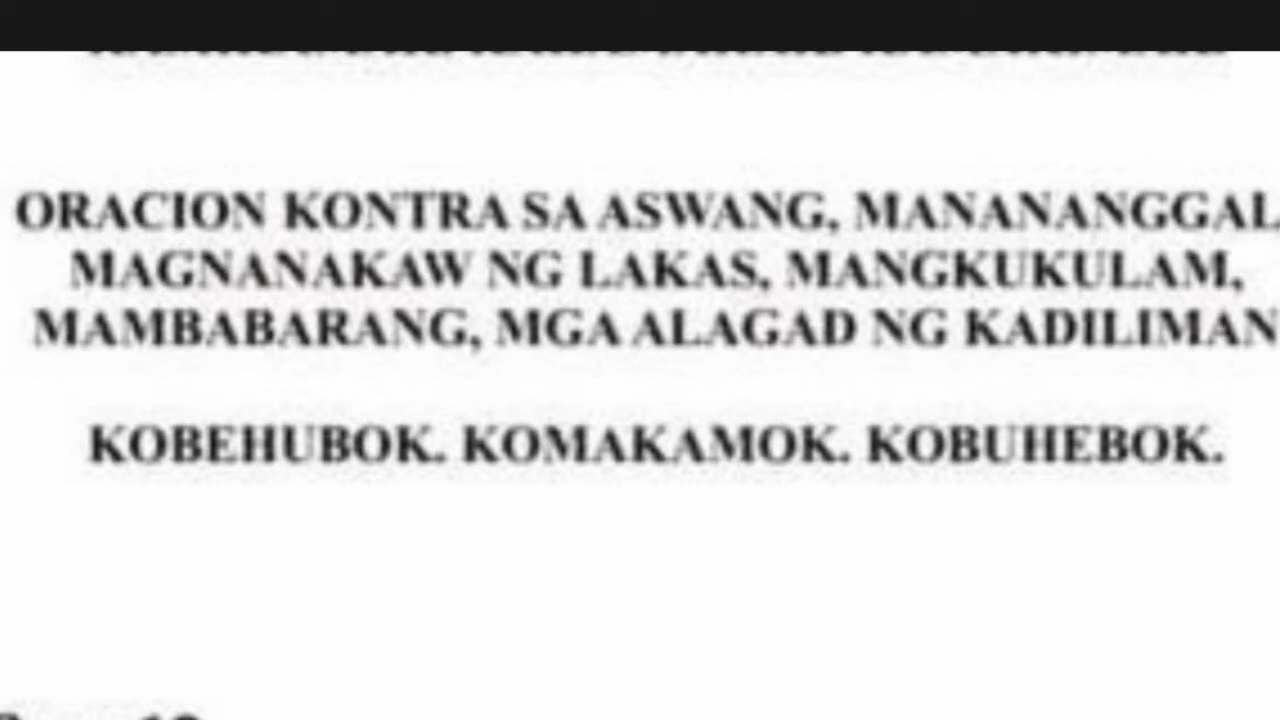 ORACION KONTRA SA ASWANG, MANANANGGAL
MAGNANAKAW NG LAKAS, MANGKUKULAM,
MAMBABARANG, MGA ALAGAD NG KADILIMAN
KOBEHUBOK. KOMAKAMOK. KOBUHEBOK.